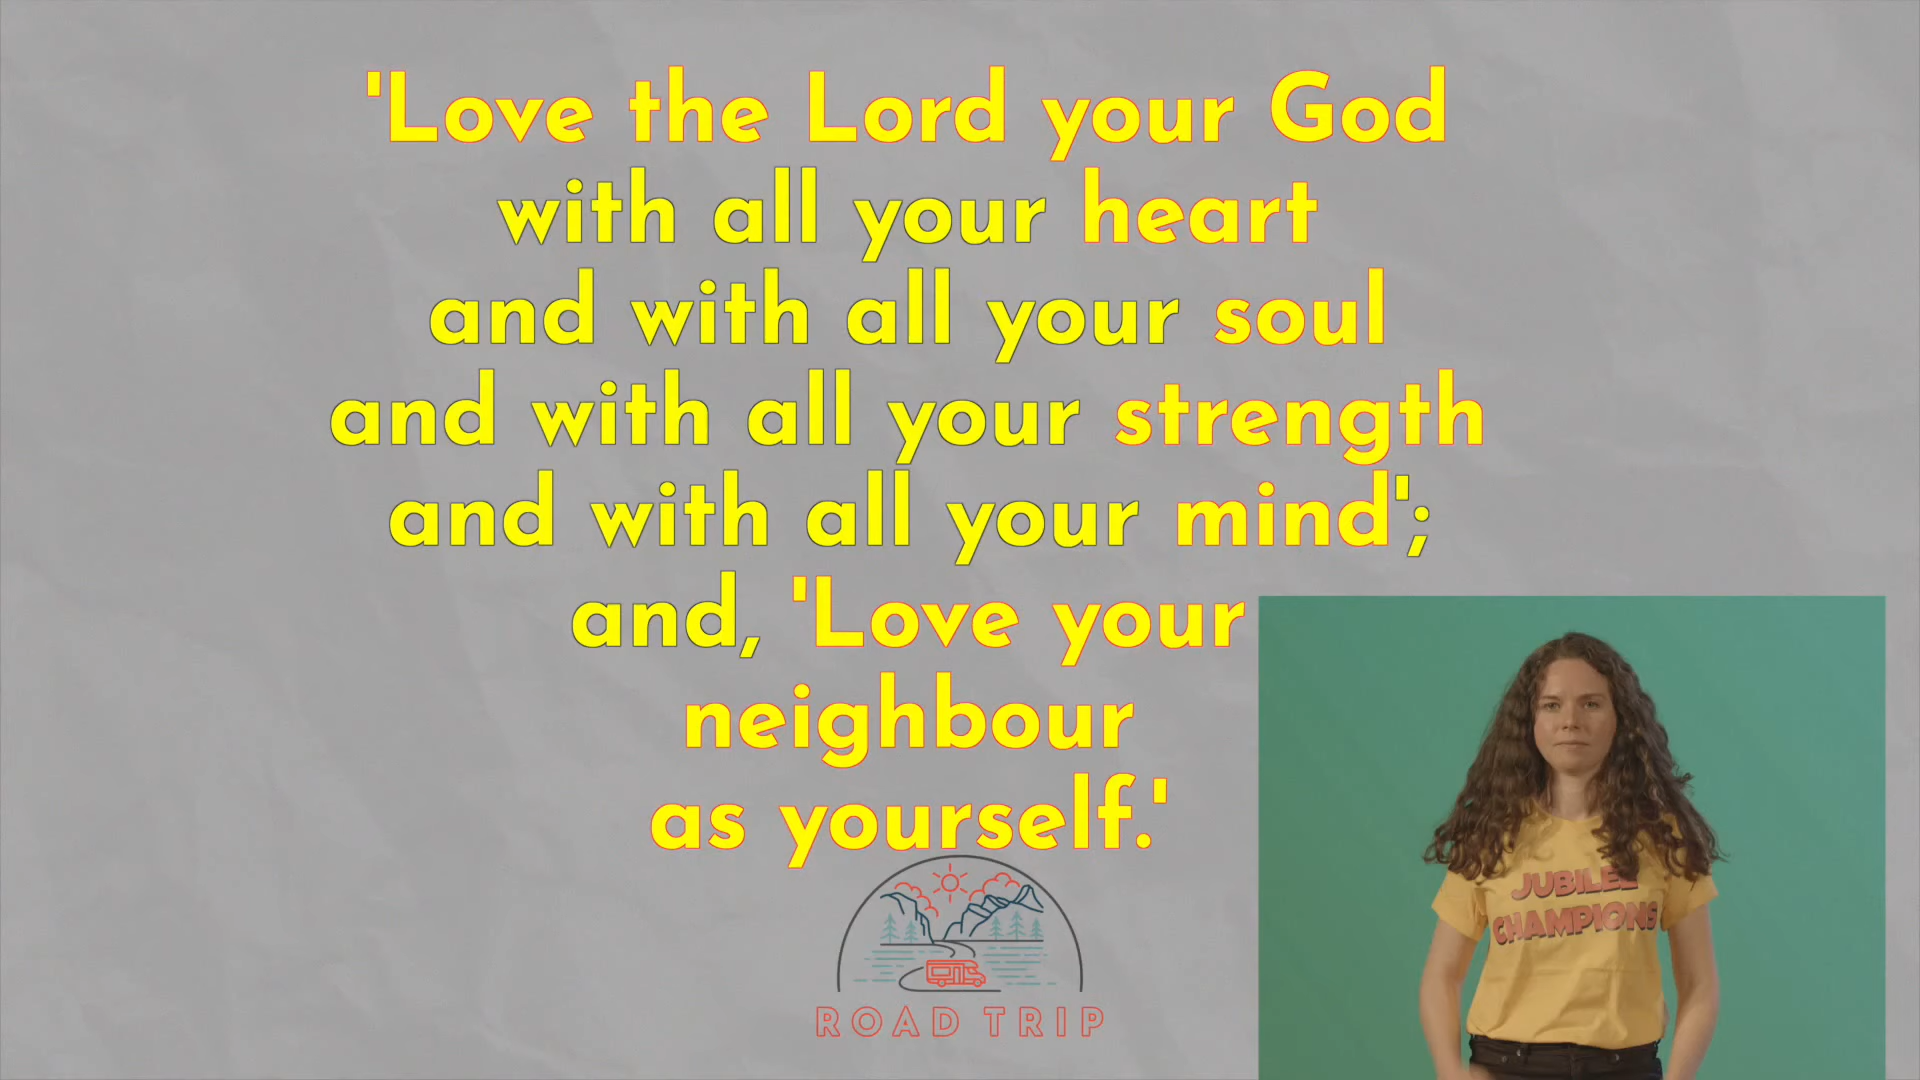 'Love the Lord your God
with all your heart
and with all your soul
and with all your strength
and with all your mind';
and, 'Love your
neighbour
as yourself.'
ROAD TRIP
JUBILEE
CHAMPIONS